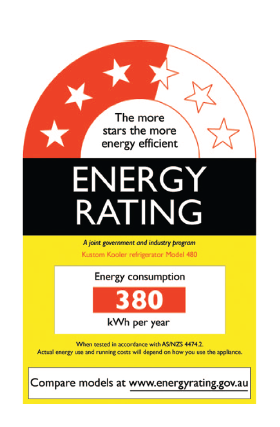 The more
stars the more
energy efficient
ENERGY
RATING
A joint government and industry program
Kustom Kooler refrigerator Model 480
Energy consumption
380
kWh per year
When tested in accordance with AS/NZS 4474.2.
Actual energy use and running costs will depend on how you use the appliance.
Compare models at www.energyrating.gov.au